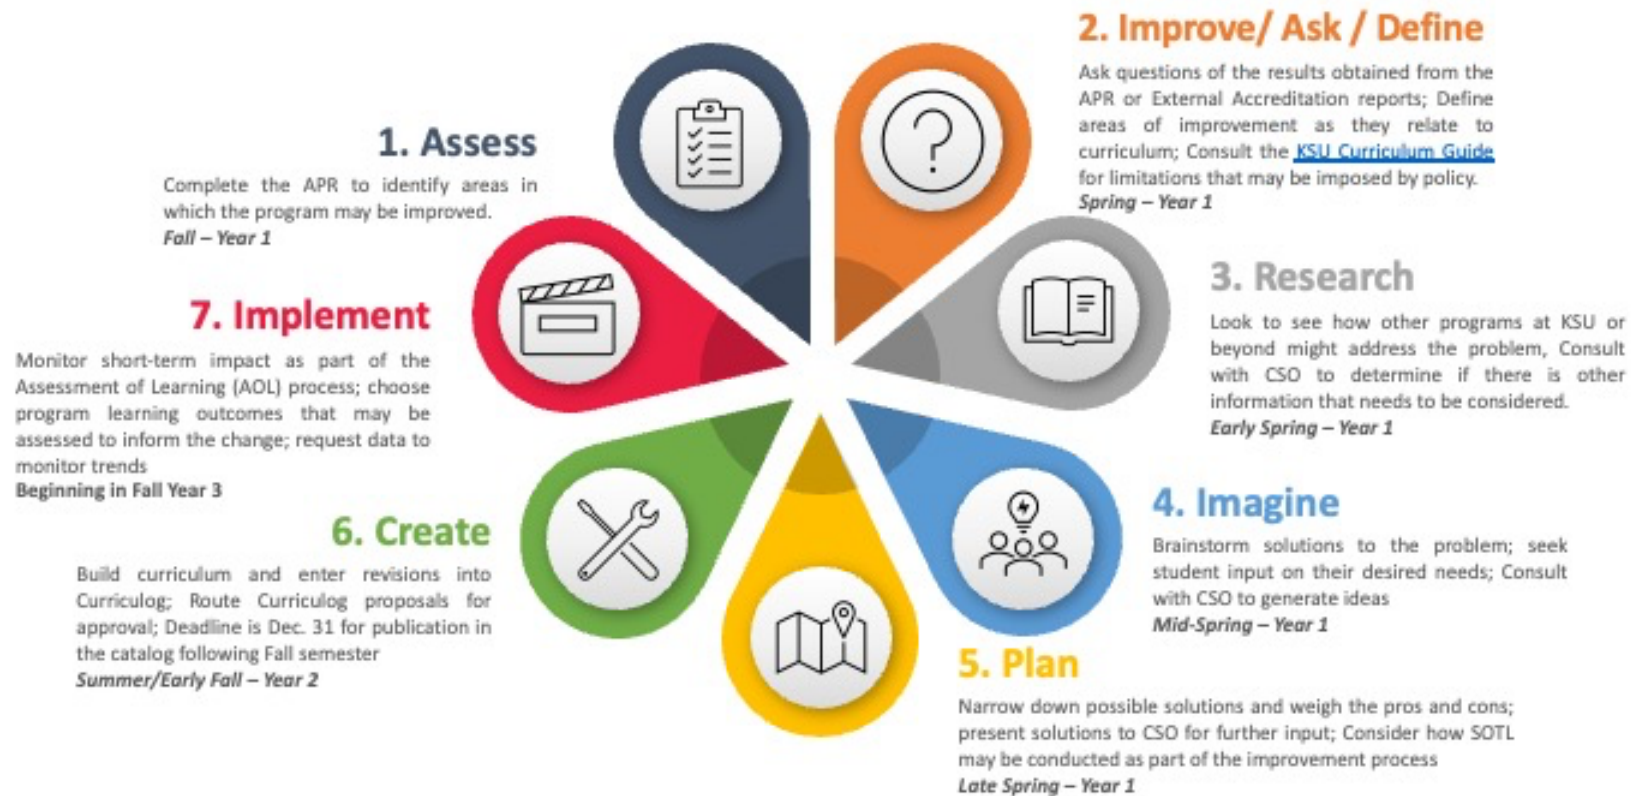 1. Assess
Complete the APR to identify areas in
which the program may be improved.
Fall – Year 1
2. Improve/ Ask / Define
Ask questions of the results obtained from the
APR or External Accreditation reports; Define
areas of improvement as they relate to
curriculum; Consult the KSU Curriculum Guide
for limitations that may be imposed by policy.
Spring – Year 1
3. Research
Look to see how other programs at KSU or
beyond might address the problem, Consult
with CSO to determine if there is other
information that needs to be considered.
Early Spring – Year 1
4. Imagine
Brainstorm solutions to the problem; seek
student input on their desired needs; Consult
with CSO to generate ideas
Mid-Spring – Year 1
5. Plan
Narrow down possible solutions and weigh the pros and cons;
present solutions to CSO for further input; Consider how SOTL
may be conducted as part of the improvement process
Late Spring – Year 1
6. Create
Build curriculum and enter revisions into
Curriculog; Route Curriculog proposals for
approval; Deadline is Dec. 31 for publication in
the catalog following Fall semester
Summer/Early Fall – Year 2
7. Implement
Monitor short-term impact as part of the
Assessment of Learning (AOL) process; choose
program learning outcomes that may be
assessed to inform the change; request data to
monitor trends
Beginning in Fall Year 3